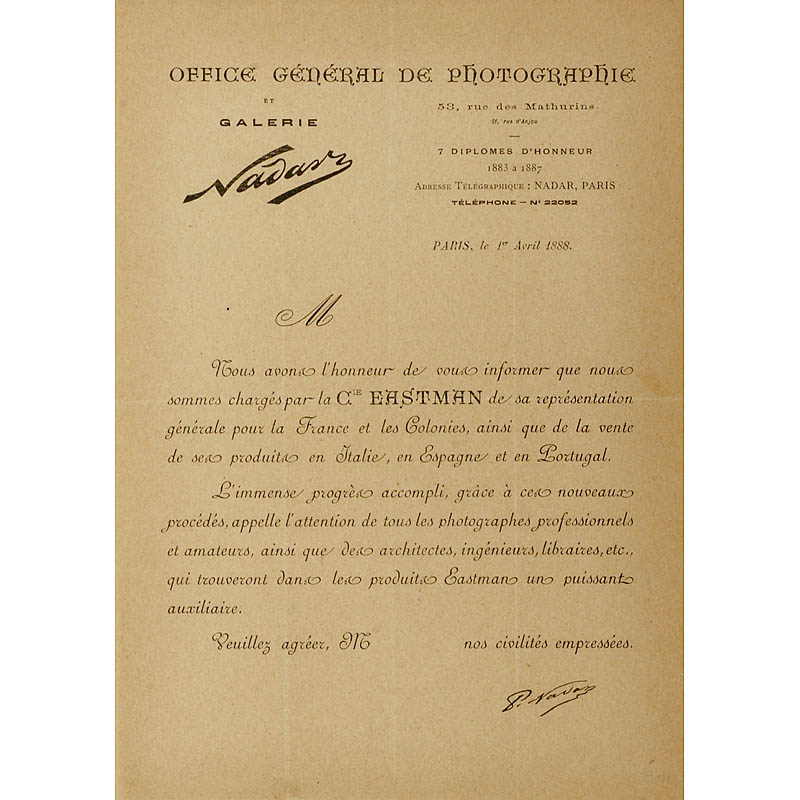 OFFICE GÉNÉRAL DE PHOTOGRAPHIE
ET
GALERIE
Nadar
53, rue des Mathurins.
51, rue d'Anjou
7 DIPLOMES D'HONNEUR
1883 à 1887
ADRESSE TÉLÉGRAPHIQUE : NADAR, PARIS
TÉLÉPHONE — N° 22052
PARIS, le 1er Avril 1888.
M
Nous avons l'honneur de vous informer que nous
sommes chargés par la CIE EASTMAN de sa représentation
générale pour la France et les Colonies, ainsi que de la vente
de ses produits en Italie, en Espagne et en Portugal.
L'immense progrès accompli, grâce à ces nouveaux
procédés, appelle l'attention de tous les photographes professionnels
et amateurs, ainsi que des architectes, ingénieurs, libraires, etc.,
qui trouveront dans les produits Eastman un puissant
auxiliaire.
Veuillez agréer, M nos civilités empressées.
P. Nadar